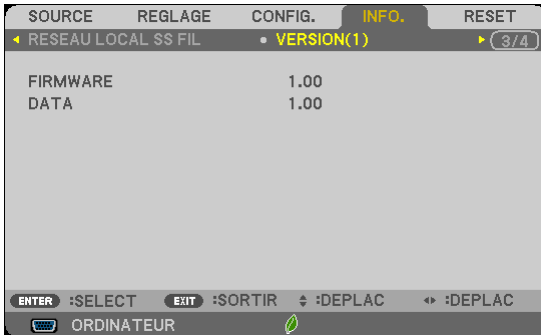 SOURCE REGLAGE CONFIG. INFO. RESET
RESEAU LOCAL SS FIL • VERSION(1) 3/4
FIRMWARE 1.00
DATA 1.00
ENTER :SELECT EXIT :SORTIR :DEPLAC :DEPLAC
ORDINATEUR